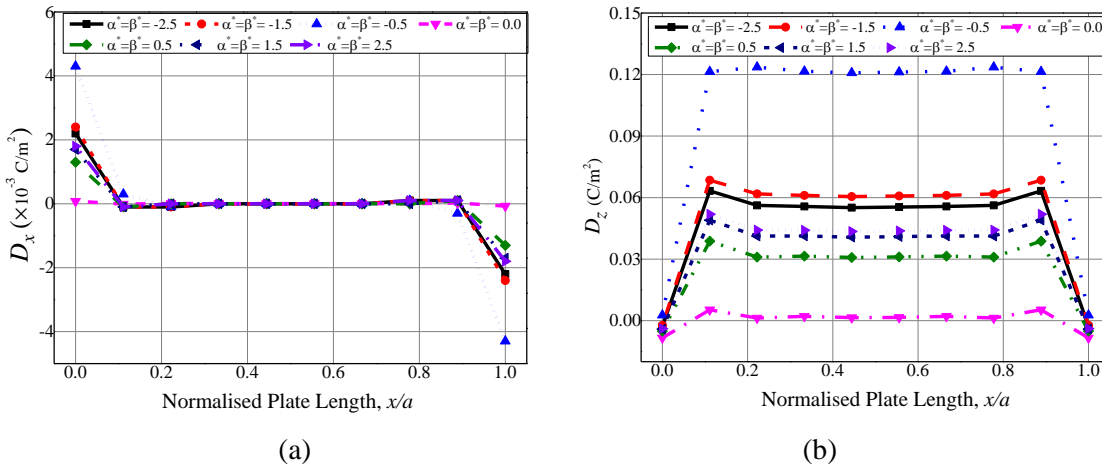 α*=β*= -2.5 α*=β*= -1.5 α*=β*= -0.5 α*=β*= 0.0
α*=β*= 0.5 α*=β*= 1.5 α*=β*= 2.5
6
4
2
0
-2
-4
D_x (×10⁻³ C/m²)
0.0 0.2 0.4 0.6 0.8 1.0
Normalised Plate Length, x/a
(a)
0.15
α*=β*= -2.5 α*=β*= -1.5 α*=β*= -0.5 α*=β*= 0.0
α*=β*= 0.5 α*=β*= 1.5 α*=β*= 2.5
0.12
0.09
0.06
0.03
0.00
D_z (C/m²)
0.0 0.2 0.4 0.6 0.8 1.0
Normalised Plate Length, x/a
(b)